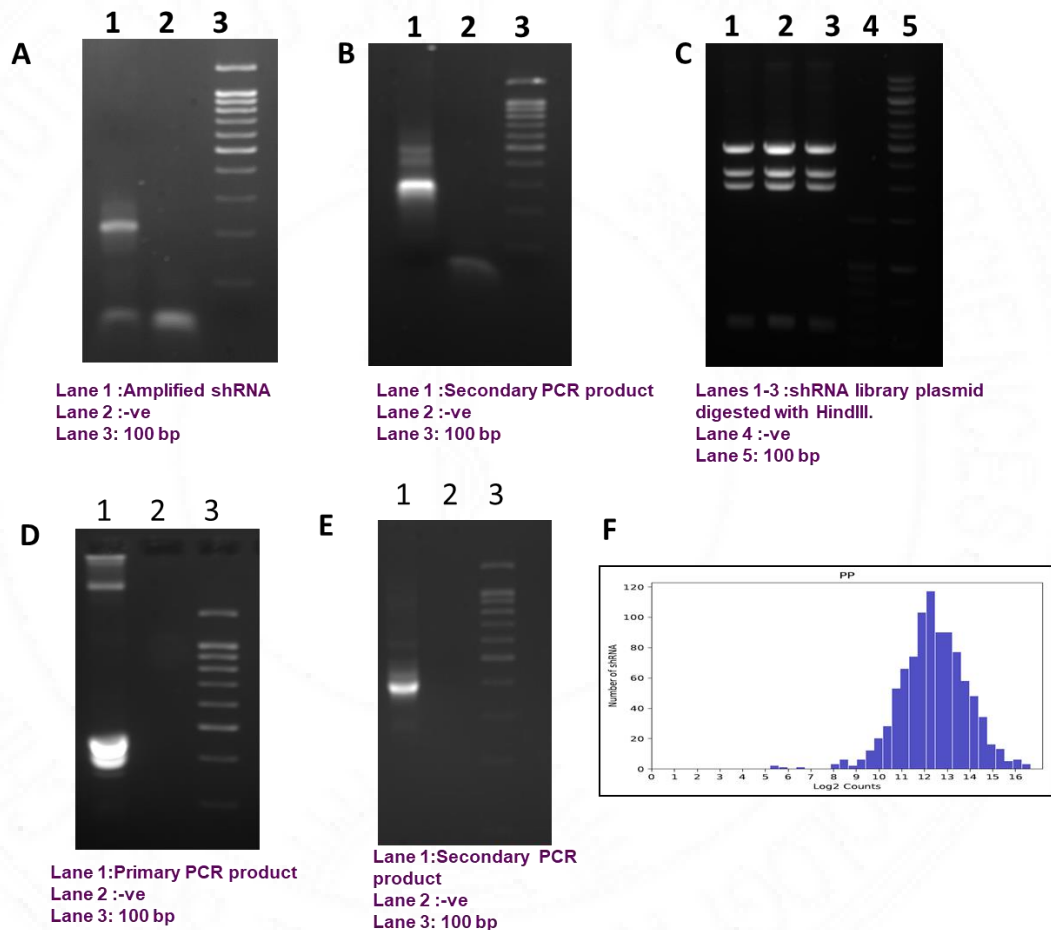 A
1 2 3
Lane 1 :Amplified shRNA
Lane 2 :-ve
Lane 3: 100 bp
B
1 2 3
Lane 1 :Secondary PCR product
Lane 2 :-ve
Lane 3: 100 bp
C
1 2 3 4 5
Lanes 1-3 :shRNA library plasmid
digested with HindIII.
Lane 4 :-ve
Lane 5: 100 bp
D
1 2 3
Lane 1:Primary PCR product
Lane 2 :-ve
Lane 3: 100 bp
E
1 2 3
Lane 1:Secondary PCR
product
Lane 2 :-ve
Lane 3: 100 bp
F
PP
Number of shRNA
120
100
80
60
40
20
0
0 1 2 3 4 5 6 7 8 9 10 11 12 13 14 15 16
Log2 Counts